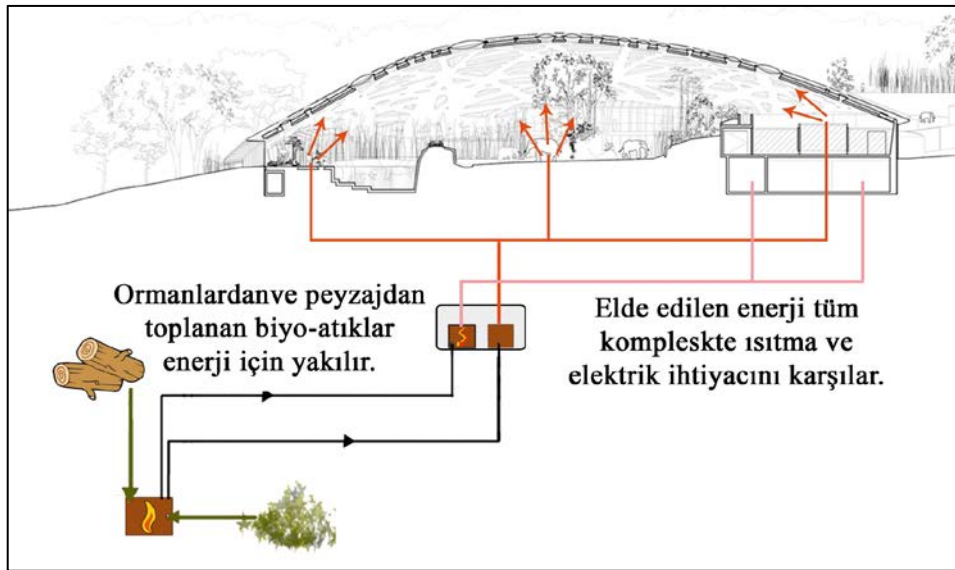 Ormanlardanve peyzajdan
toplanan biyo-atıklar
enerji için yakılır.
Elde edilen enerji tüm
kompleskte ısıtma ve
elektrik ihtiyacını karşılar.